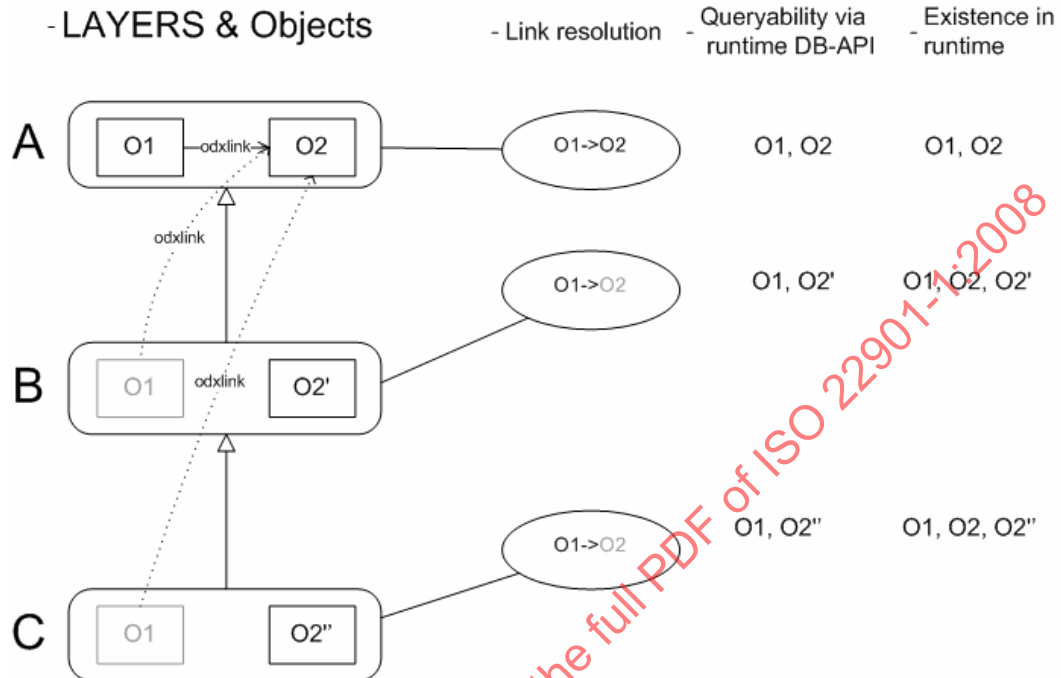 - LAYERS & Objects
- Link resolution
- Queryability via
runtime DB-API
- Existence in
runtime
A
O1
odxlink
O2
O1->O2
O1, O2
O1, O2
odxlink
O1->O2
O1, O2'
O1, O2, O2'
B
O1
odxlink
O2'
O1->O2
O1, O2''
O1, O2, O2''
C
O1
O2''
the full PDF of ISO 22901-1:2008